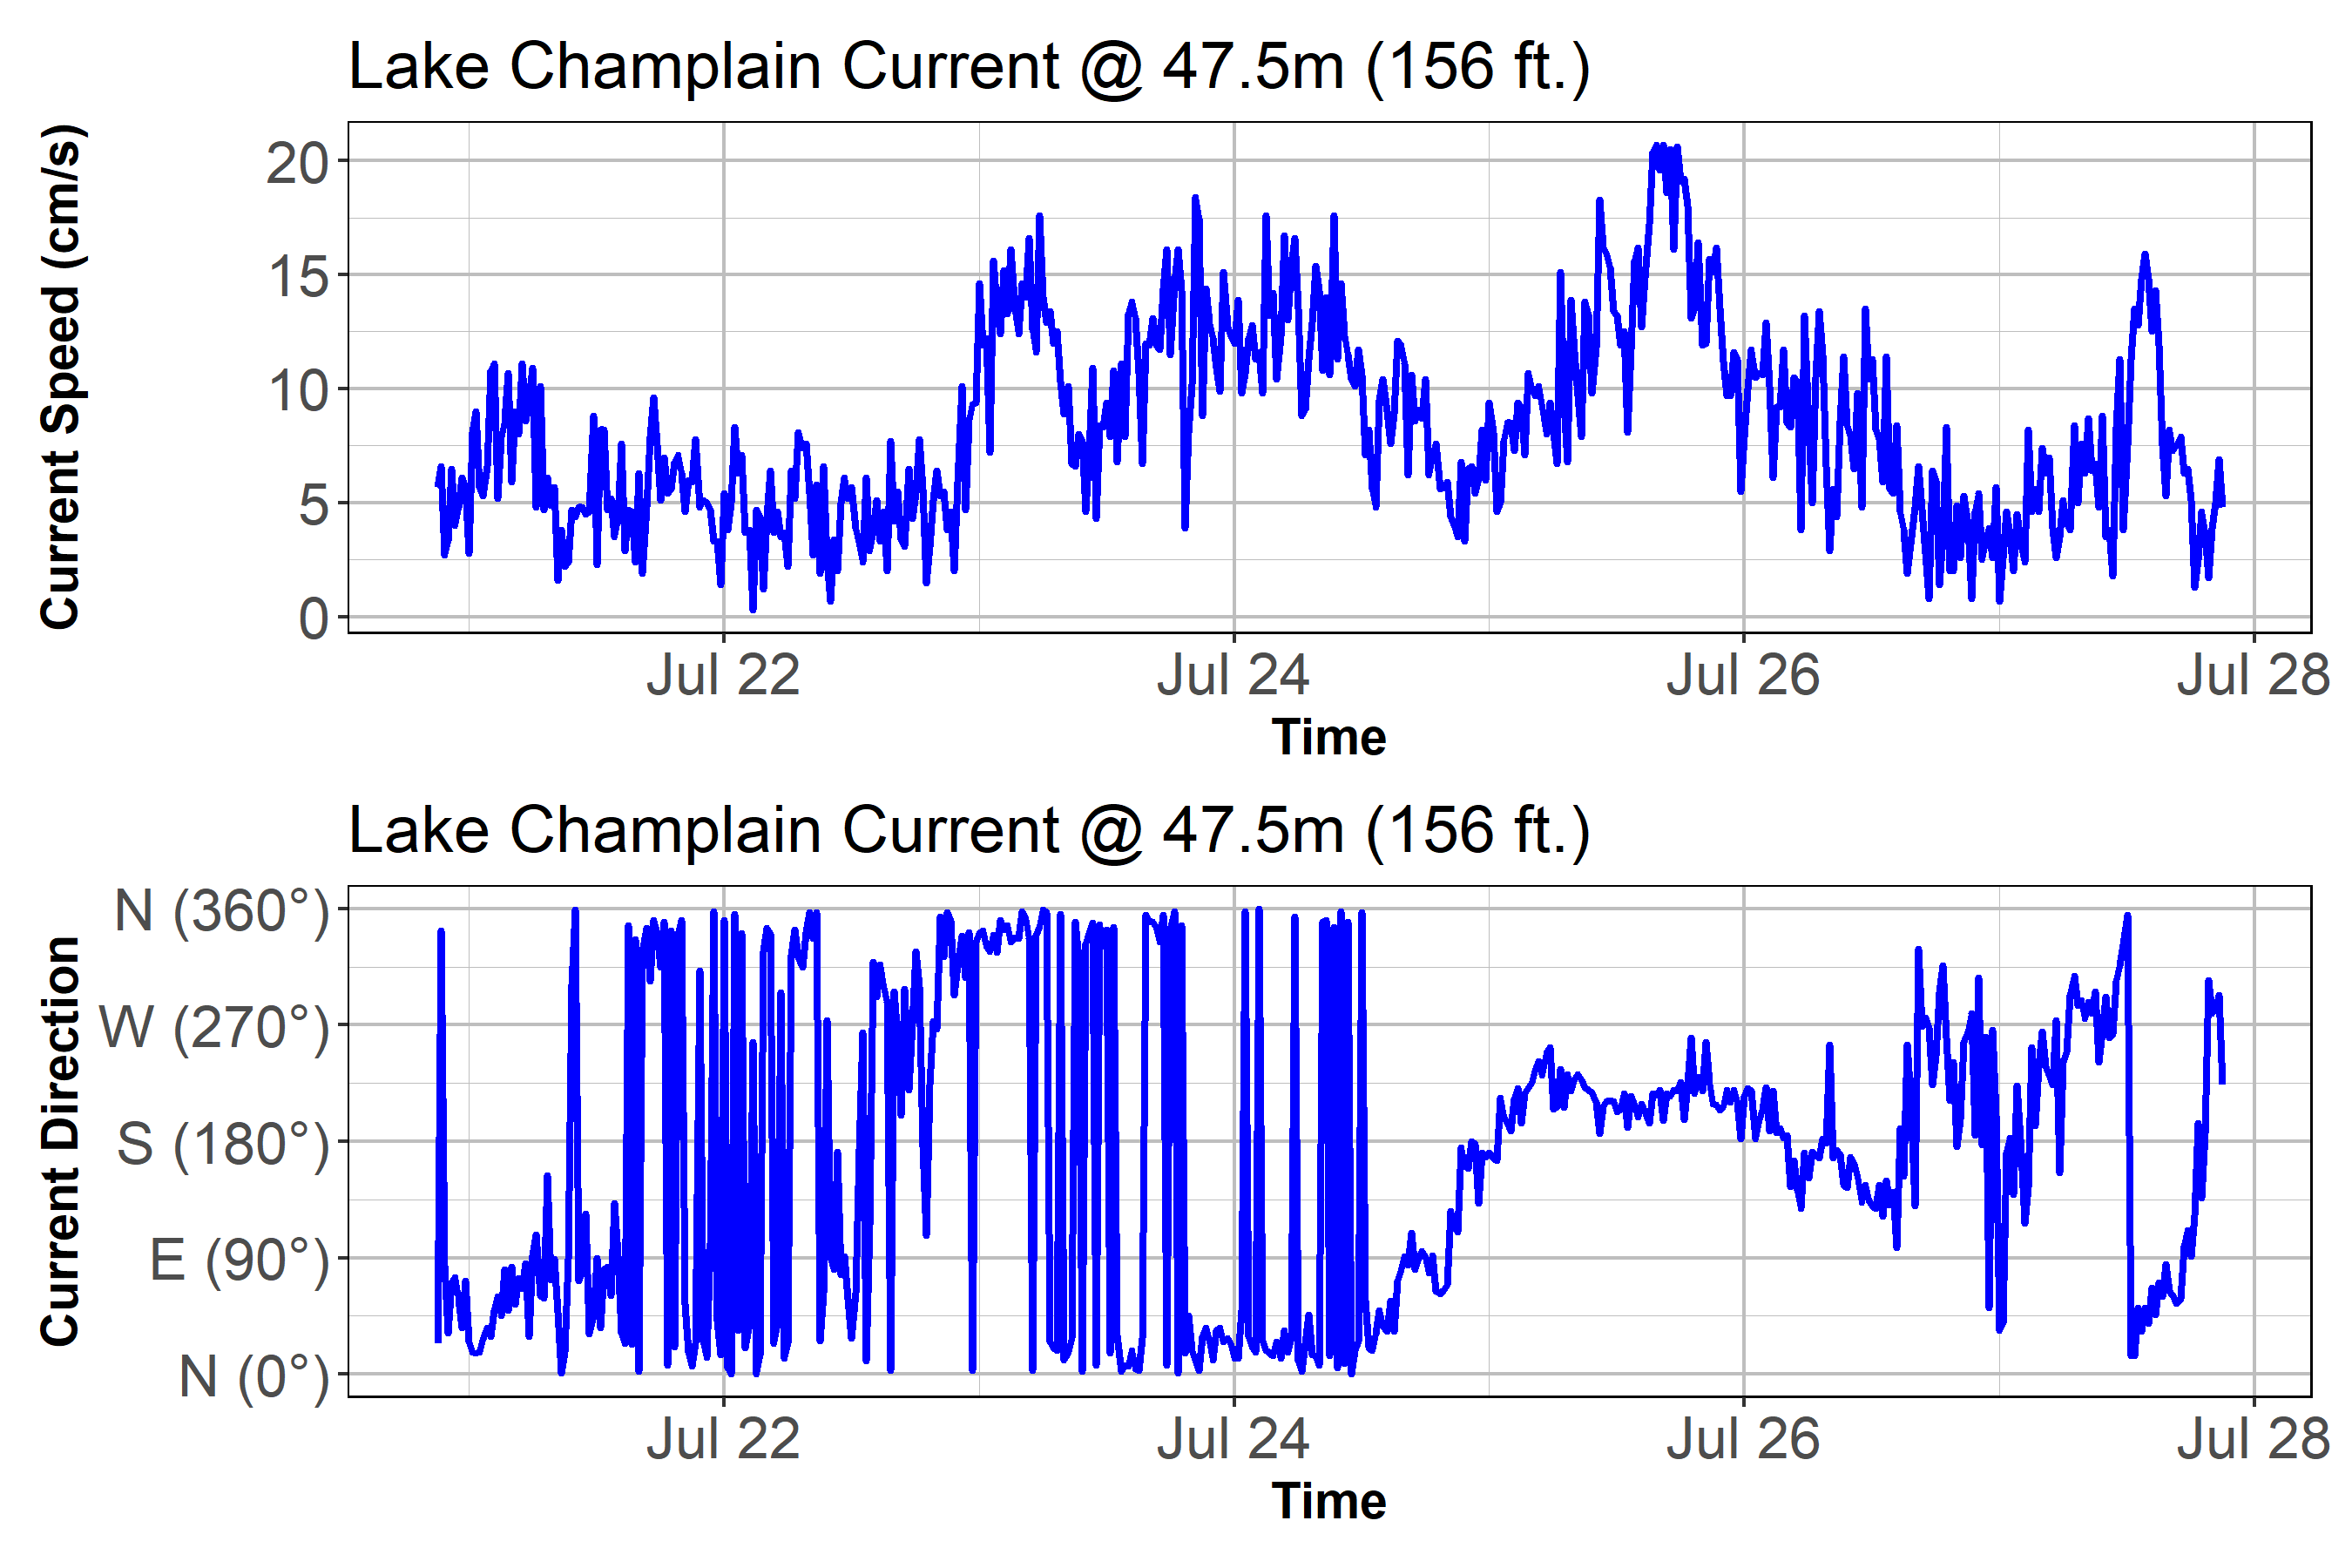 Lake Champlain Current @ 47.5m (156 ft.)
Current Speed (cm/s)
20
15
10
5
0
Jul 22 Jul 24 Jul 26 Jul 28
Time
Lake Champlain Current @ 47.5m (156 ft.)
Current Direction
N (360°)
W (270°)
S (180°)
E (90°)
N (0°)
Jul 22 Jul 24 Jul 26 Jul 28
Time